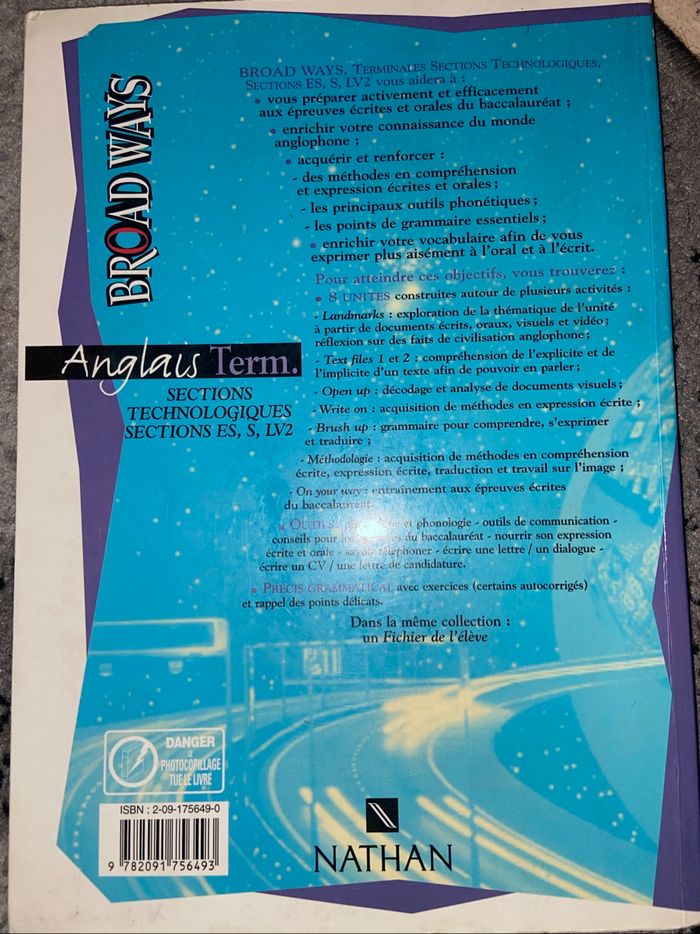 BROAD WAYS
BROAD WAYS, TERMINALES SECTIONS TECHNOLOGIQUES,
SECTIONS ES, S, LV2 vous aidera à :
• vous préparer activement et efficacement
aux épreuves écrites et orales du baccalauréat ;
• enrichir votre connaissance du monde
anglophone ;
• acquérir et renforcer :
- des méthodes en compréhension
et expression écrites et orales ;
- les principaux outils phonétiques ;
- les points de grammaire essentiels ;
• enrichir votre vocabulaire afin de vous
exprimer plus aisément à l'oral et à l'écrit.
Pour atteindre ces objectifs, vous trouverez :
• 8 UNITES construites autour de plusieurs activités :
- Landmarks : exploration de la thématique de l'unité
à partir de documents écrits, oraux, visuels et vidéo ;
réflexion sur des faits de civilisation anglophone ;
- Text files 1 et 2 : compréhension de l'explicite et de
l'implicite d'un texte afin de pouvoir en parler ;
- Open up : décodage et analyse de documents visuels ;
- Write on : acquisition de méthodes en expression écrite ;
- Brush up : grammaire pour comprendre, s'exprimer
et traduire ;
- Méthodologie : acquisition de méthodes en compréhension
écrite, expression écrite, traduction et travail sur l'image ;
- On your way : entraînement aux épreuves écrites
du baccalauréat.
• OUTILS : et phonologie - outils de communication -
conseils pour les du baccalauréat - nourrir son expression
écrite et orale - savoir téléphoner - écrire une lettre / un dialogue -
écrire un CV / une lettre de candidature.
• PRÉCIS GRAMMATICAL avec exercices (certains autocorrigés)
et rappel des points délicats.
Dans la même collection :
un Fichier de l'élève
Anglais Term.
SECTIONS
TECHNOLOGIQUES
SECTIONS ES, S, LV2
DANGER
LE
PHOTOCOPILLAGE
TUE LE LIVRE
ISBN : 2-09-175649-0
9 782091 756493
NATHAN